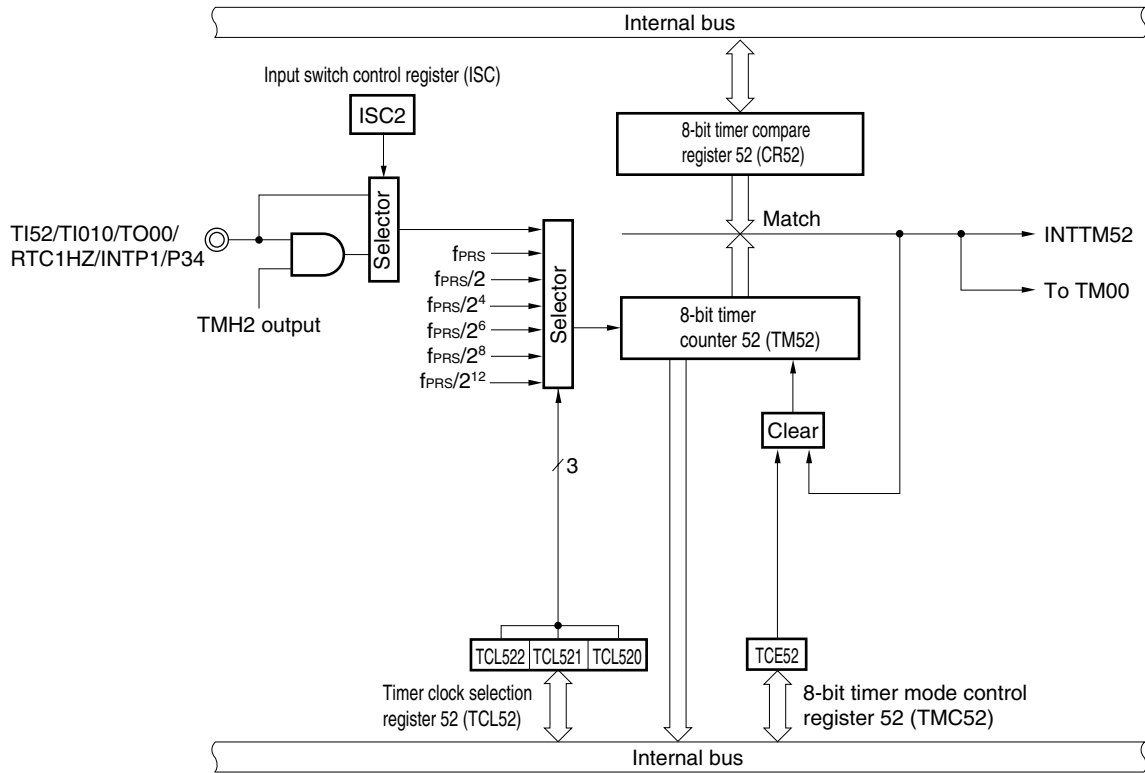 Internal bus
Input switch control register (ISC)
ISC2
8-bit timer compare
register 52 (CR52)
Selector
Match
TI52/TI010/TO00/
RTC1HZ/INTP1/P34
INTTM52
fPRS
fPRS/2
fPRS/2⁴
fPRS/2⁶
fPRS/2⁸
fPRS/2¹²
Selector
TMH2 output
8-bit timer
counter 52 (TM52)
To TM00
Clear
3
TCL522 TCL521 TCL520
TCE52
Timer clock selection
register 52 (TCL52)
8-bit timer mode control
register 52 (TMC52)
Internal bus